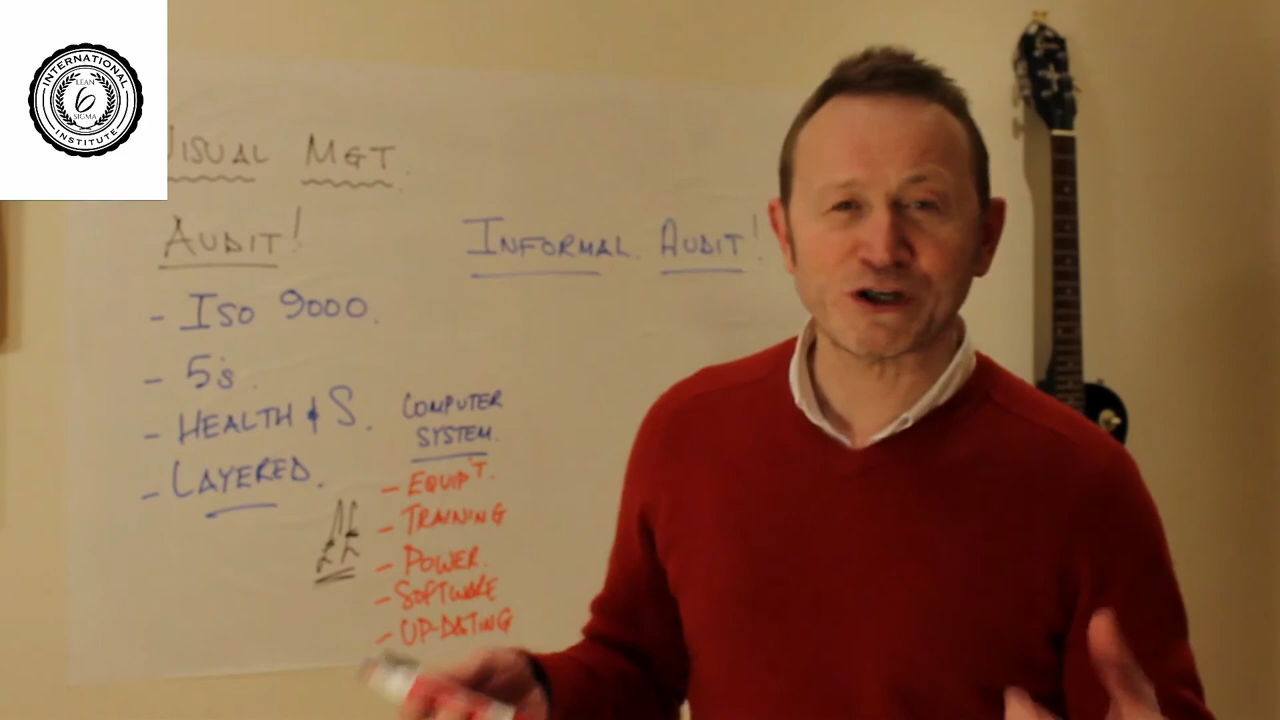 INTERNATIONAL
LEAN
6
SIGMA
INSTITUTE
VISUAL MGT.
AUDIT!
INFORMAL AUDIT!
- ISO 9000.
- 5s.
- HEALTH & S.
- LAYERED.
COMPUTER
SYSTEM.
- EQUIP'T.
- TRAINING
- POWER.
- SOFTWARE
- UP-DATING
££
££